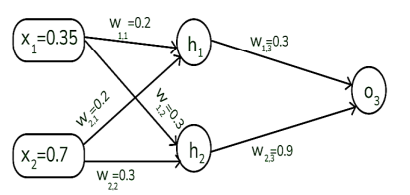 w₁,₁=0.2
x₁=0.35
h₁
w₁,₃=0.3
w₂,₁=0.2
w₁,₂=0.3
o₃
x₂=0.7
h₂
w₂,₃=0.9
w₂,₂=0.3